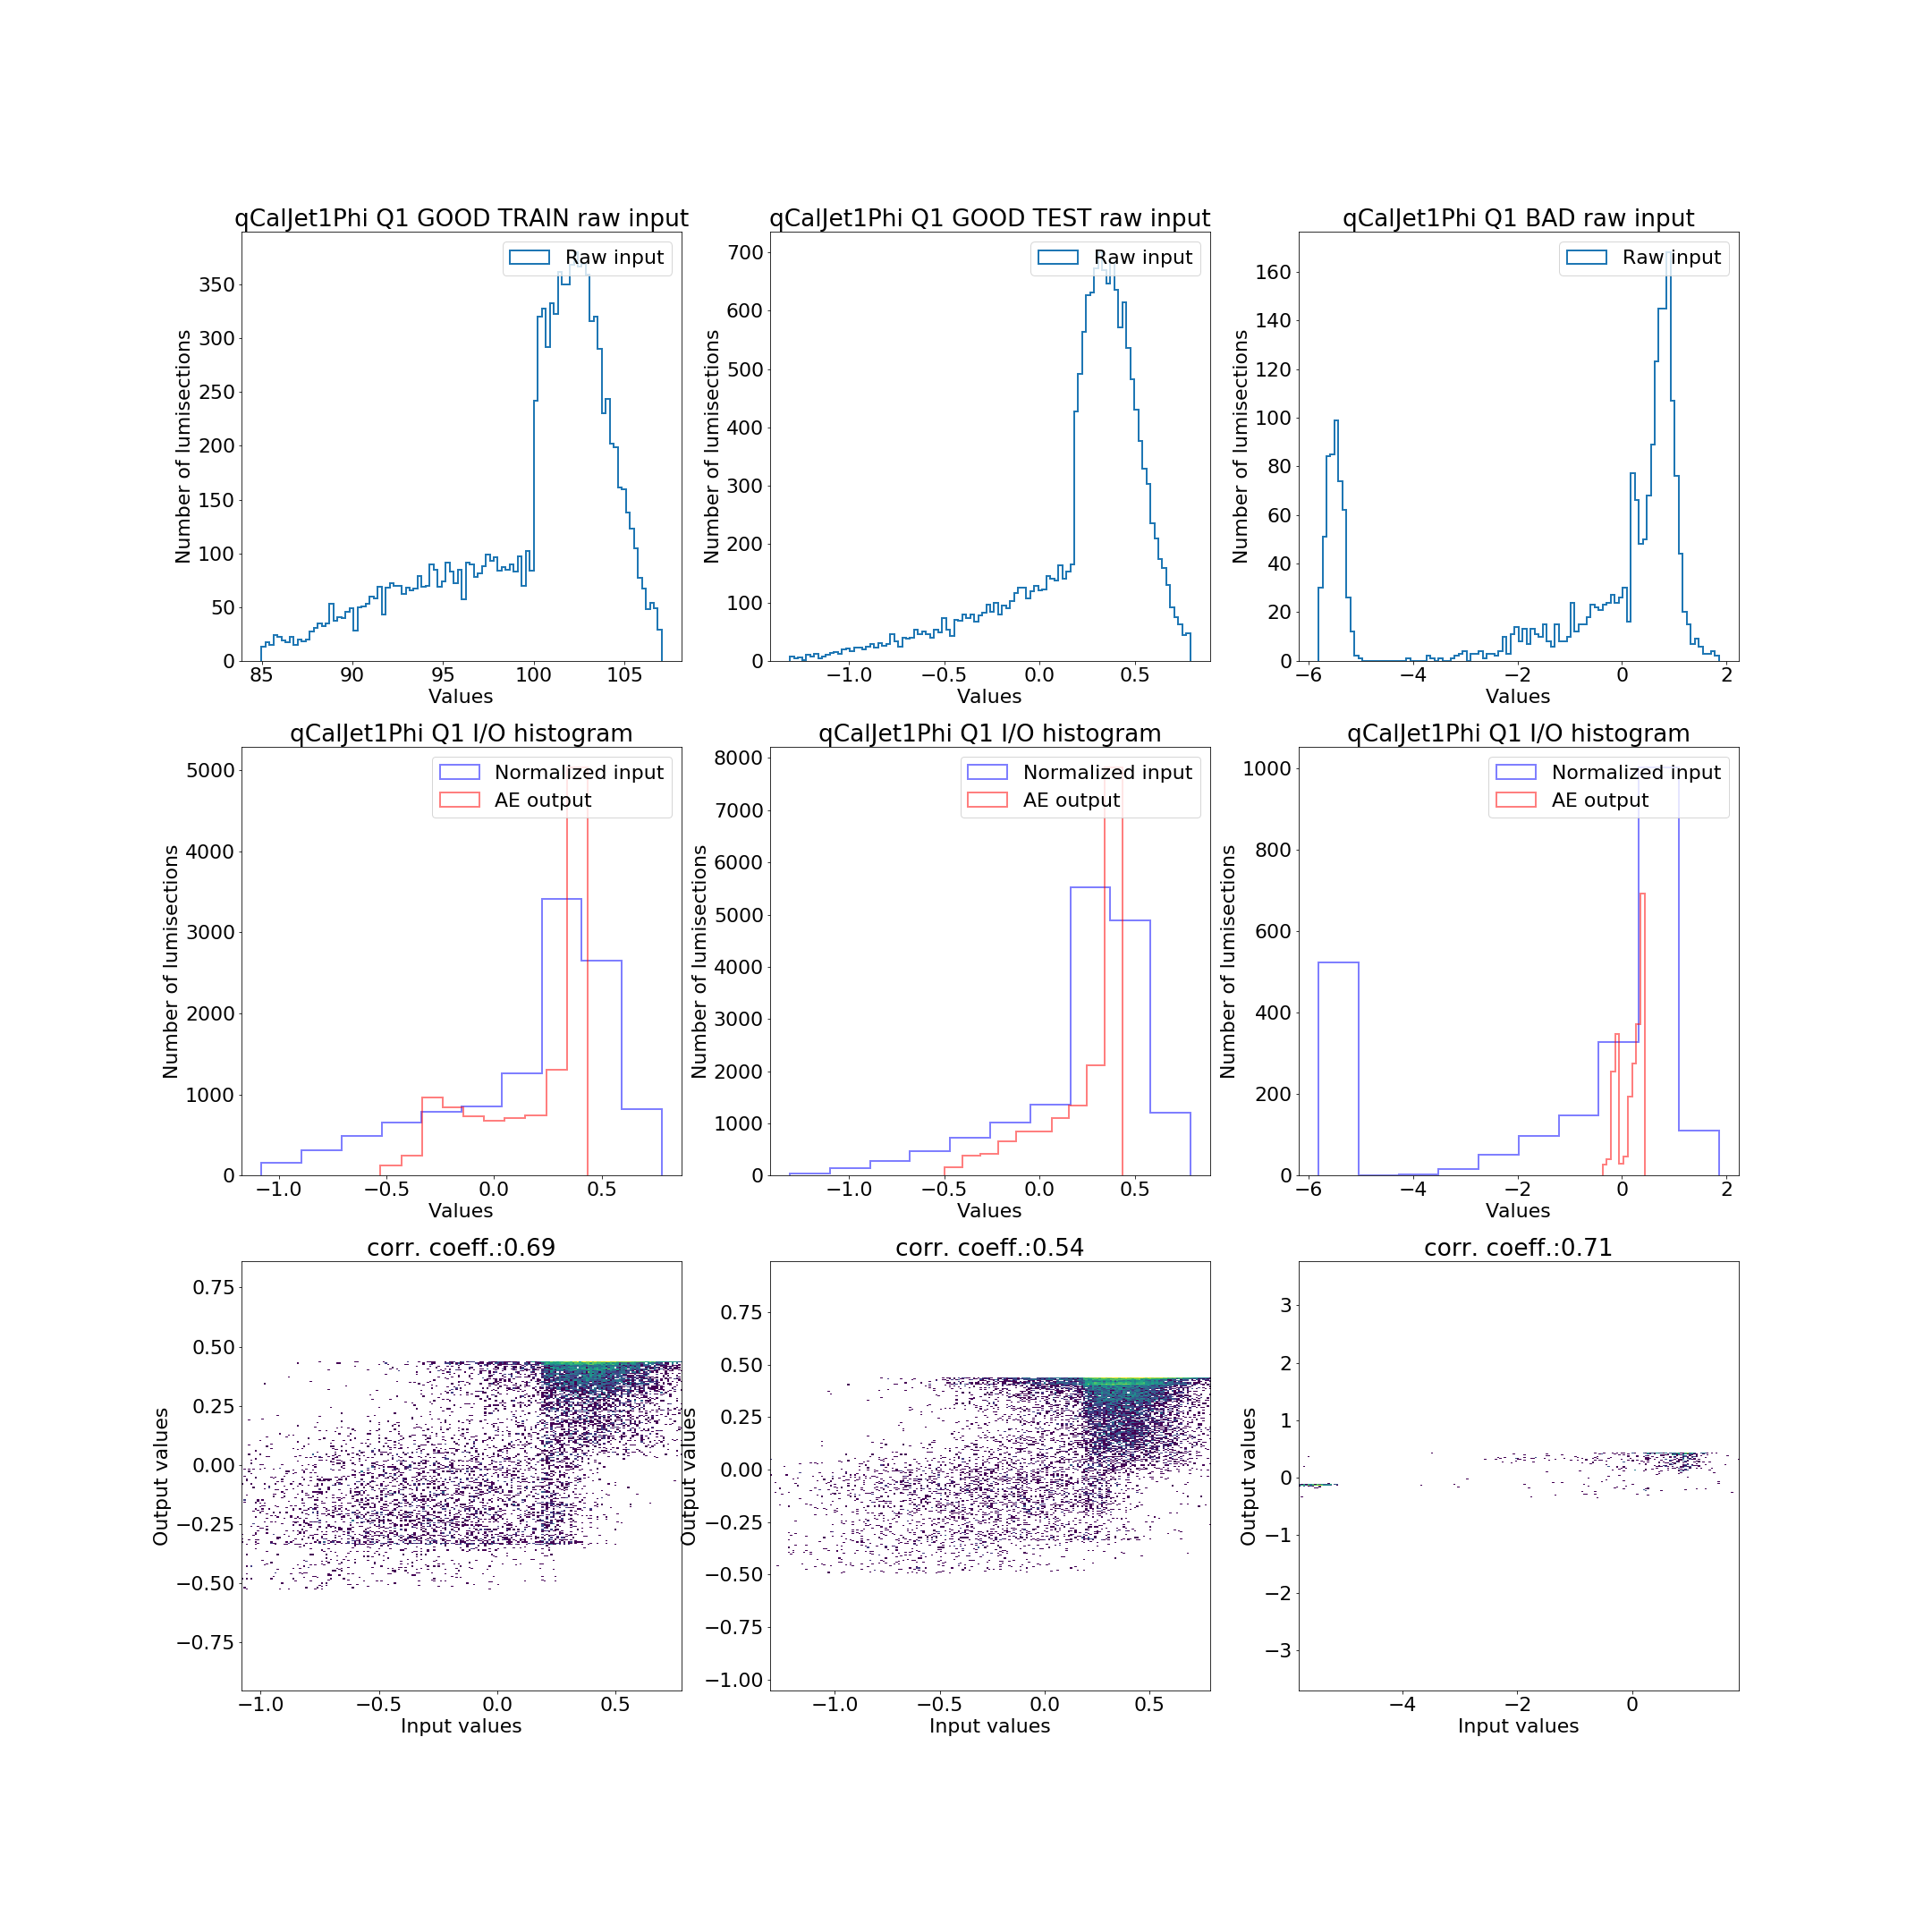 qCalJet1Phi Q1 GOOD TRAIN raw input
Raw input
Number of lumisections
350
300
250
200
150
100
50
0
85 90 95 100 105
Values
qCalJet1Phi Q1 GOOD TEST raw input
Raw input
Number of lumisections
700
600
500
400
300
200
100
0
−1.0 −0.5 0.0 0.5
Values
qCalJet1Phi Q1 BAD raw input
Raw input
Number of lumisections
160
140
120
100
80
60
40
20
0
−6 −4 −2 0 2
Values
qCalJet1Phi Q1 I/O histogram
Normalized input
AE output
Number of lumisections
5000
4000
3000
2000
1000
0
−1.0 −0.5 0.0 0.5
Values
qCalJet1Phi Q1 I/O histogram
Normalized input
AE output
Number of lumisections
8000
7000
6000
5000
4000
3000
2000
1000
0
−1.0 −0.5 0.0 0.5
Values
qCalJet1Phi Q1 I/O histogram
Normalized input
AE output
Number of lumisections
1000
800
600
400
200
0
−6 −4 −2 0 2
Values
corr. coeff.:0.69
Output values
0.75
0.50
0.25
0.00
−0.25
−0.50
−0.75
−1.0 −0.5 0.0 0.5
Input values
corr. coeff.:0.54
Output values
0.75
0.50
0.25
0.00
−0.25
−0.50
−0.75
−1.00
−1.0 −0.5 0.0 0.5
Input values
corr. coeff.:0.71
Output values
3
2
1
0
−1
−2
−3
−4 −2 0
Input values